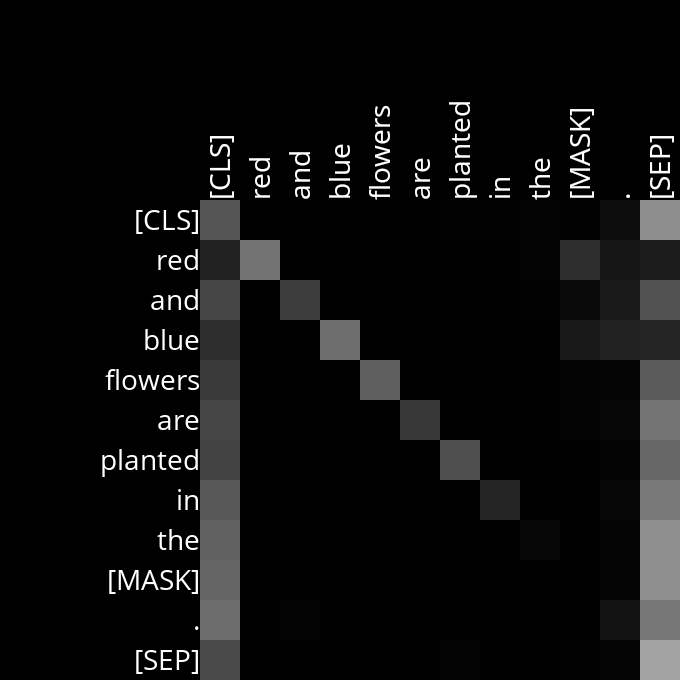 [CLS] red and blue flowers are planted in the [MASK] . [SEP]
[CLS]
red
and
blue
flowers
are
planted
in
the
[MASK]
.
[SEP]